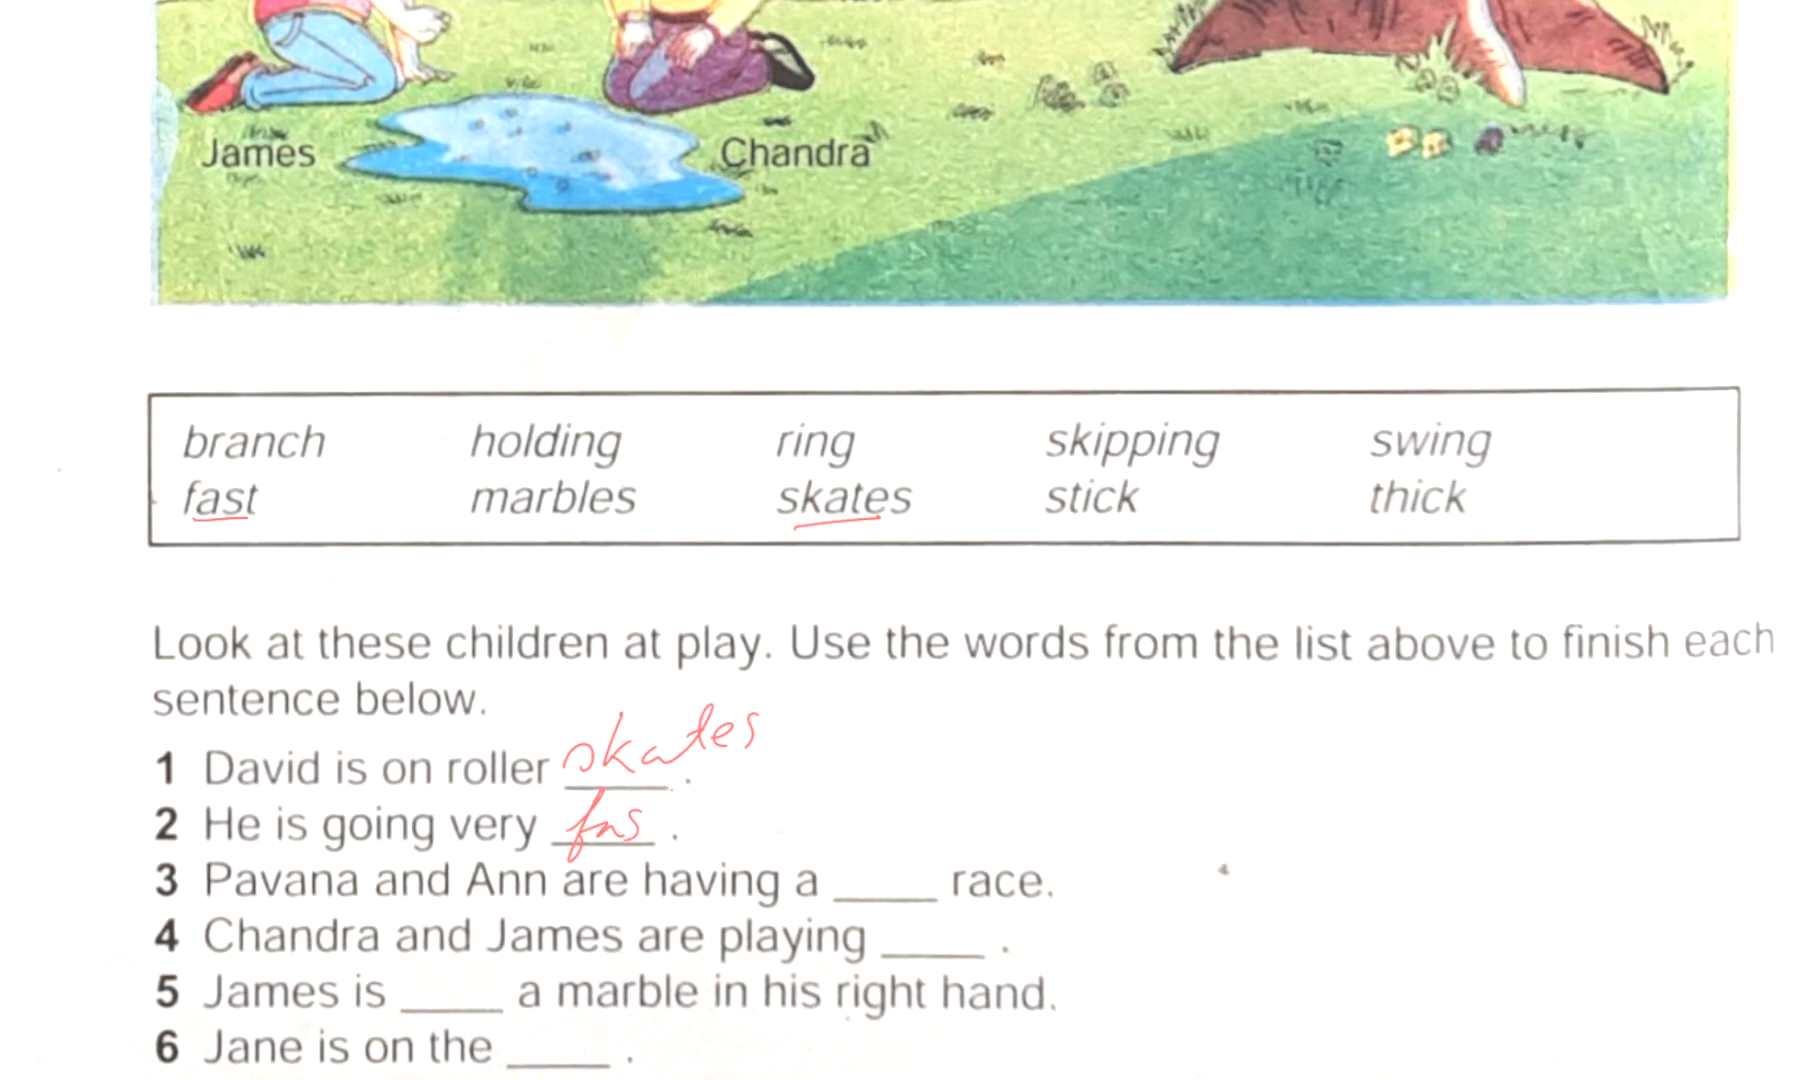 James Chandra
branch holding ring skipping swing
fast marbles skates stick thick
Look at these children at play. Use the words from the list above to finish each
sentence below.
1 David is on roller skates.
2 He is going very fas.
3 Pavana and Ann are having a ____ race.
4 Chandra and James are playing ____.
5 James is ____ a marble in his right hand.
6 Jane is on the ____.